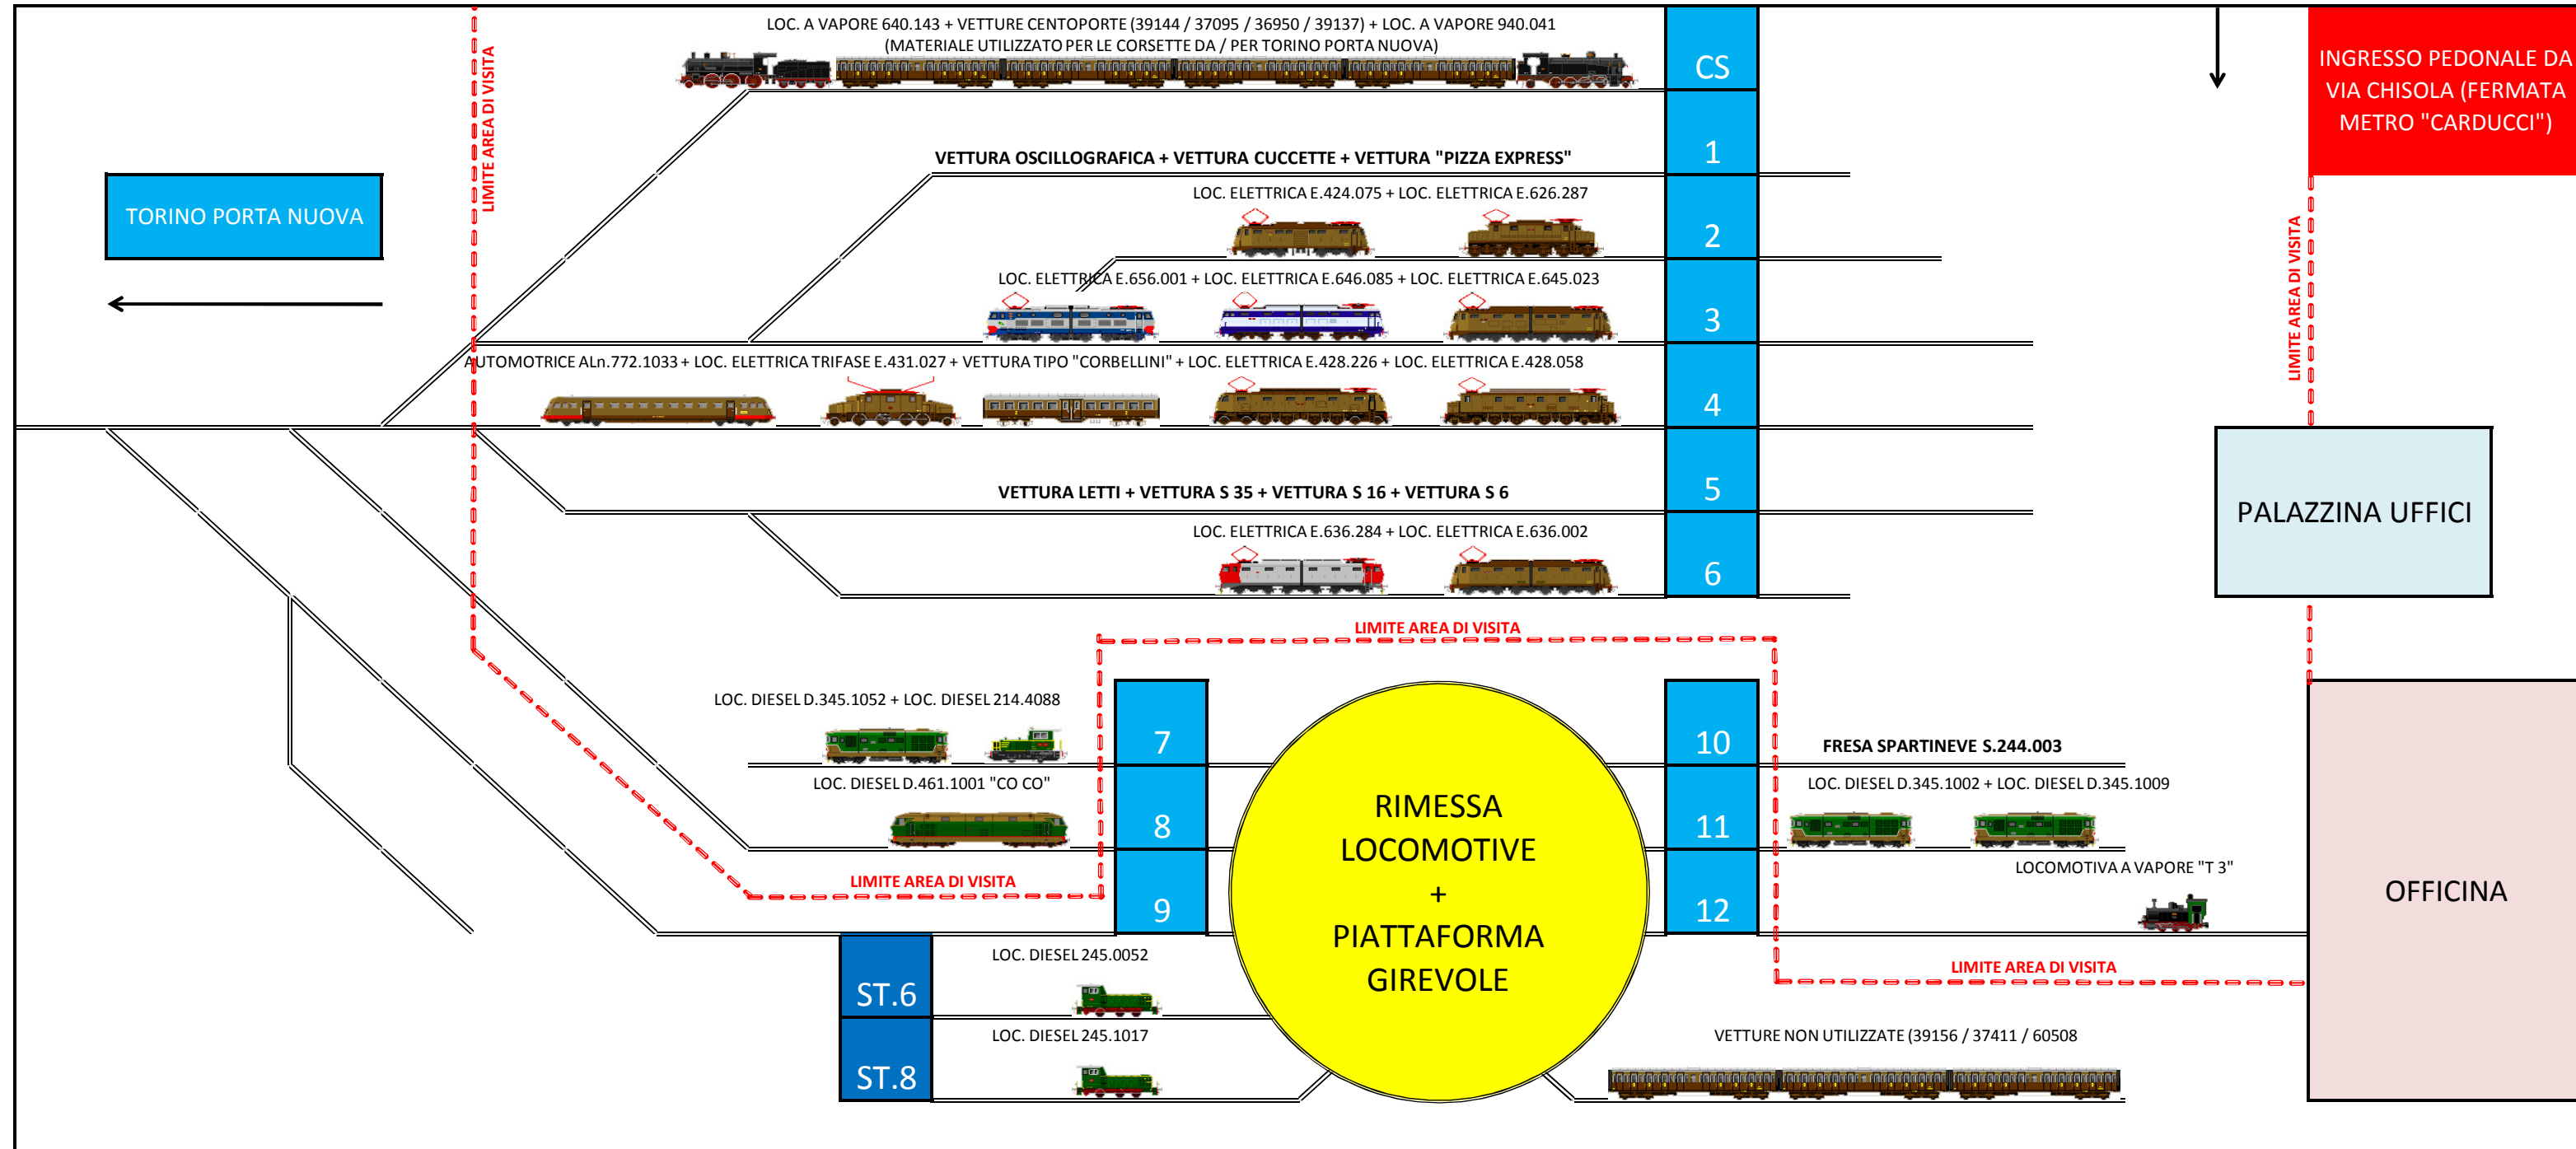 LOC. A VAPORE 640.143 + VETTURE CENTOPORTE (39144 / 37095 / 36950 / 39137) + LOC. A VAPORE 940.041
(MATERIALE UTILIZZATO PER LE CORSETTE DA / PER TORINO PORTA NUOVA)
CS
INGRESSO PEDONALE DA
VIA CHISOLA (FERMATA
METRO "CARDUCCI")
LIMITE AREA DI VISITA
VETTURA OSCILLOGRAFICA + VETTURA CUCCETTE + VETTURA "PIZZA EXPRESS"
1
TORINO PORTA NUOVA
LOC. ELETTRICA E.424.075 + LOC. ELETTRICA E.626.287
2
LIMITE AREA DI VISITA
LOC. ELETTRICA E.656.001 + LOC. ELETTRICA E.646.085 + LOC. ELETTRICA E.645.023
3
AUTOMOTRICE ALn.772.1033 + LOC. ELETTRICA TRIFASE E.431.027 + VETTURA TIPO "CORBELLINI" + LOC. ELETTRICA E.428.226 + LOC. ELETTRICA E.428.058
4
VETTURA LETTI + VETTURA S 35 + VETTURA S 16 + VETTURA S 6
5
PALAZZINA UFFICI
LOC. ELETTRICA E.636.284 + LOC. ELETTRICA E.636.002
6
LIMITE AREA DI VISITA
LOC. DIESEL D.345.1052 + LOC. DIESEL 214.4088
7
10
FRESA SPARTINEVE S.244.003
LOC. DIESEL D.461.1001 "CO CO"
8
RIMESSA
LOCOMOTIVE
+
PIATTAFORMA
GIREVOLE
11
LOC. DIESEL D.345.1002 + LOC. DIESEL D.345.1009
LIMITE AREA DI VISITA
9
12
LOCOMOTIVA A VAPORE "T 3"
OFFICINA
LIMITE AREA DI VISITA
ST.6
LOC. DIESEL 245.0052
ST.8
LOC. DIESEL 245.1017
VETTURE NON UTILIZZATE (39156 / 37411 / 60508